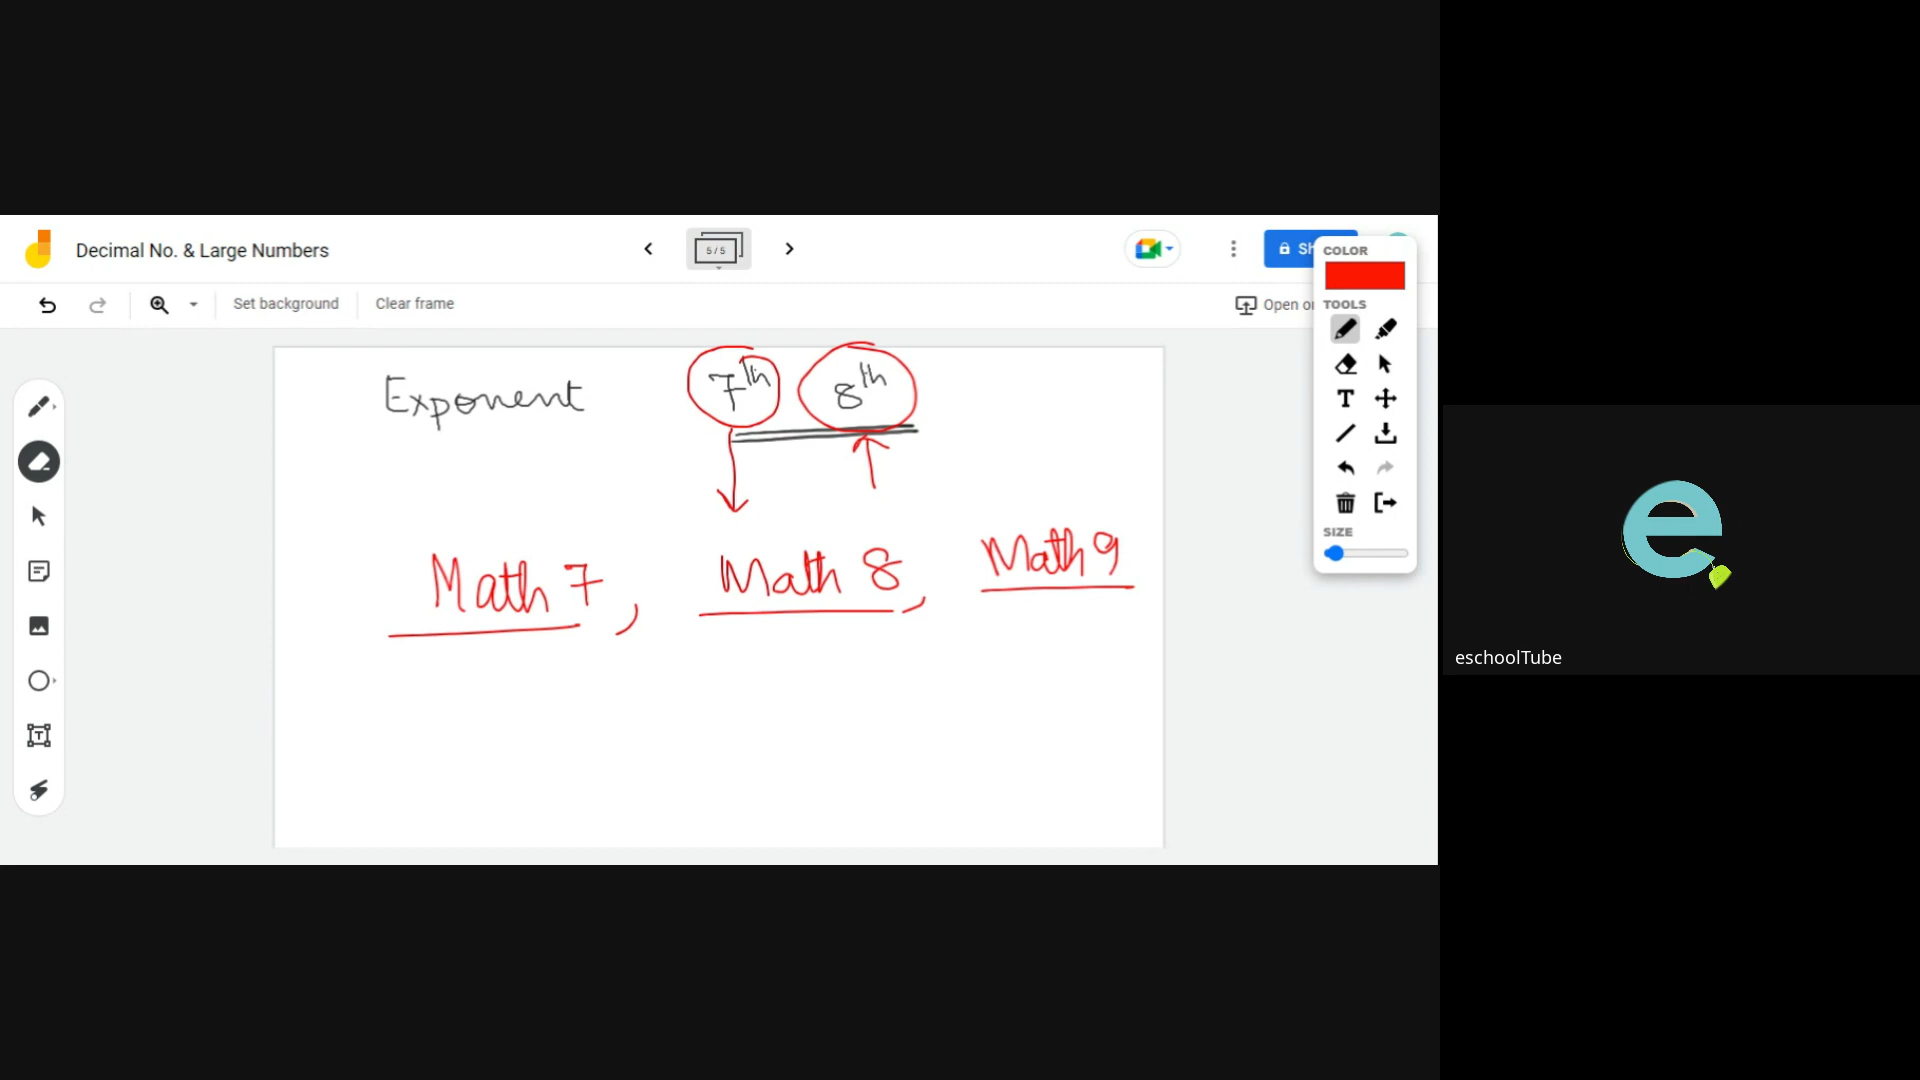 Decimal No. & Large Numbers
5 / 5
Sh
COLOR
Set background
Clear frame
Open o
TOOLS
Exponent 7th 8th
Math 7, Math 8, Math 9
SIZE
eschoolTube